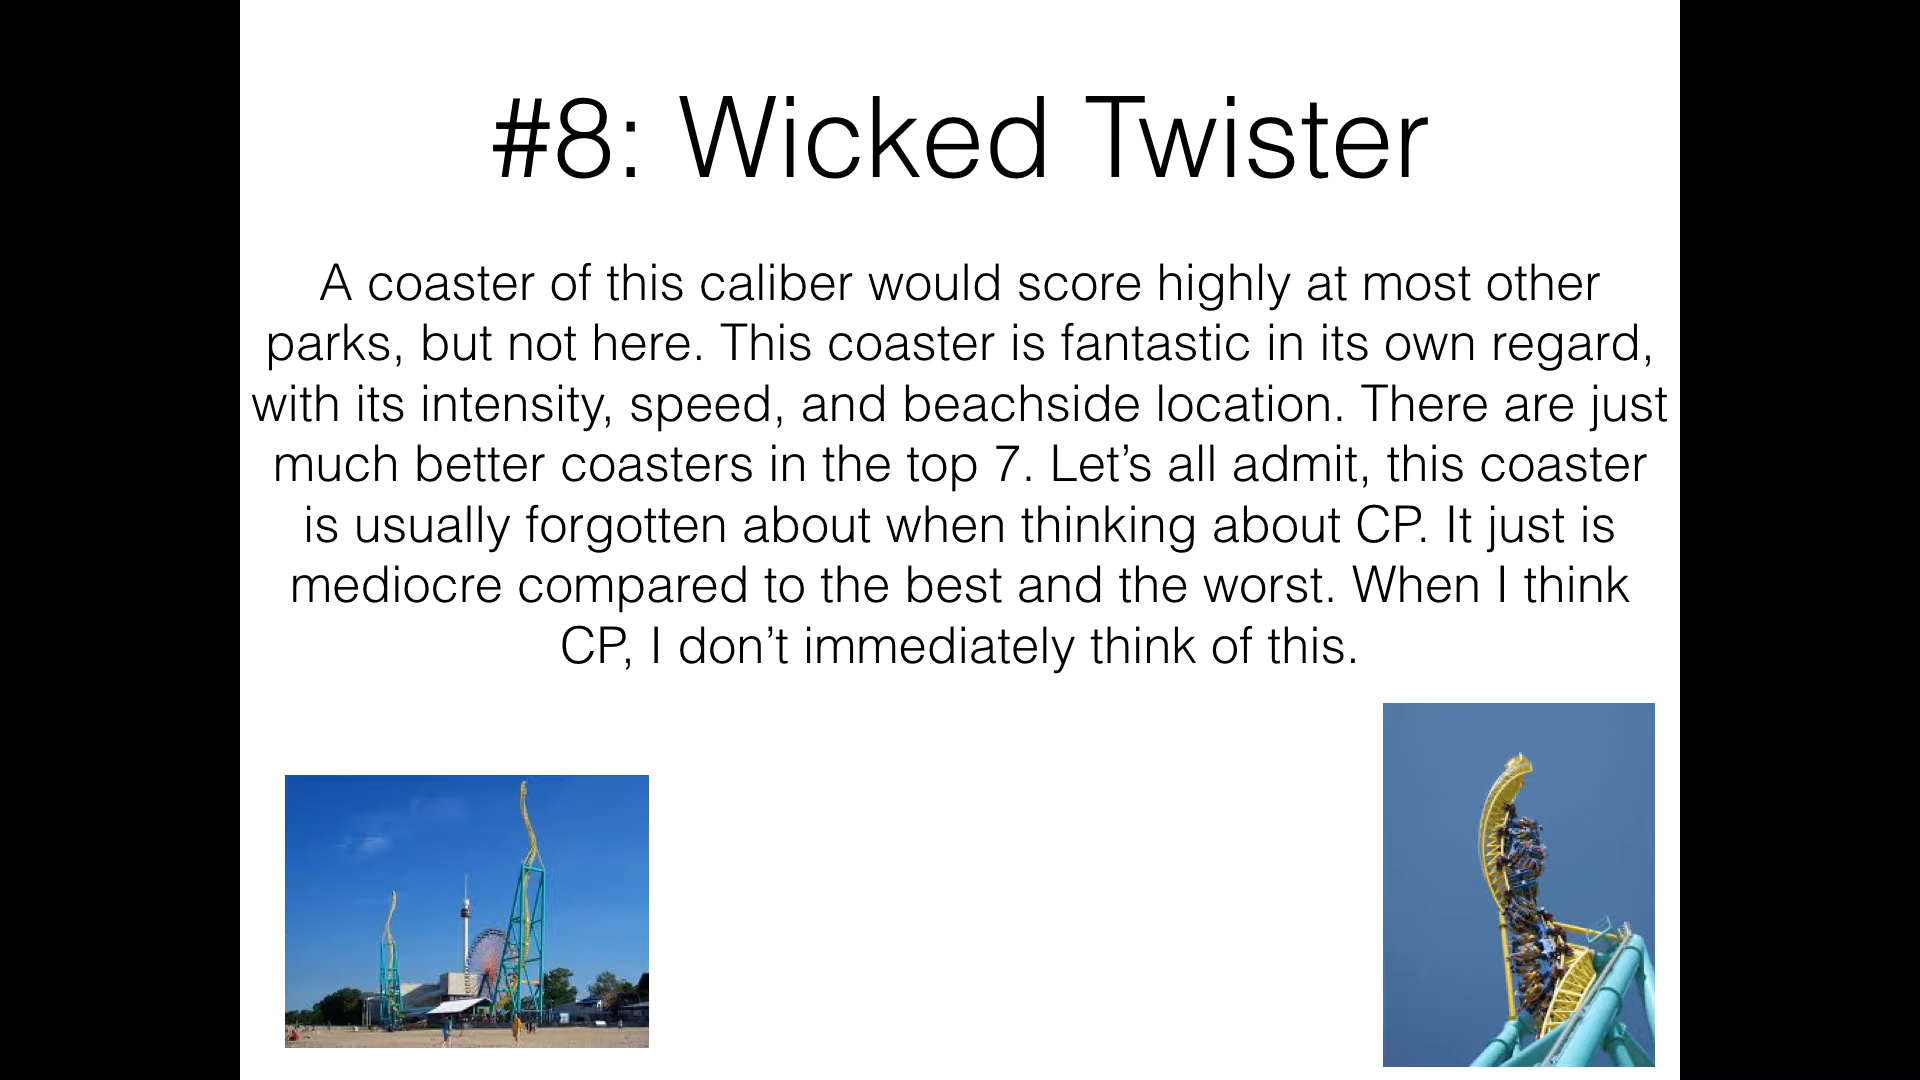 #8: Wicked Twister
A coaster of this caliber would score highly at most other
parks, but not here. This coaster is fantastic in its own regard,
with its intensity, speed, and beachside location. There are just
much better coasters in the top 7. Let’s all admit, this coaster
is usually forgotten about when thinking about CP. It just is
mediocre compared to the best and the worst. When I think
CP, I don’t immediately think of this.